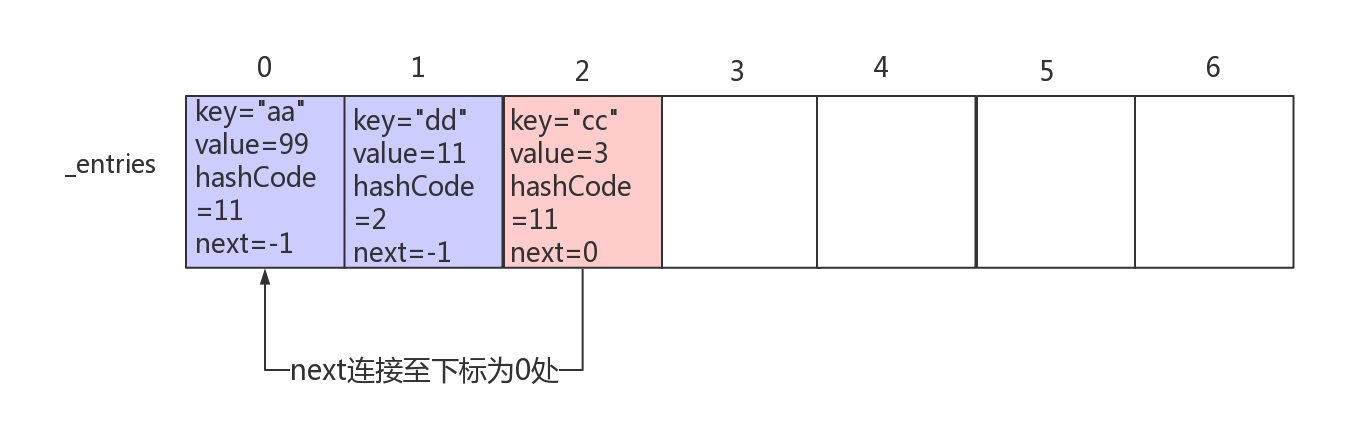 0 1 2 3 4 5 6
_entries
key="aa"
value=99
hashCode
=11
next=-1
key="dd"
value=11
hashCode
=2
next=-1
key="cc"
value=3
hashCode
=11
next=0
next连接至下标为0处